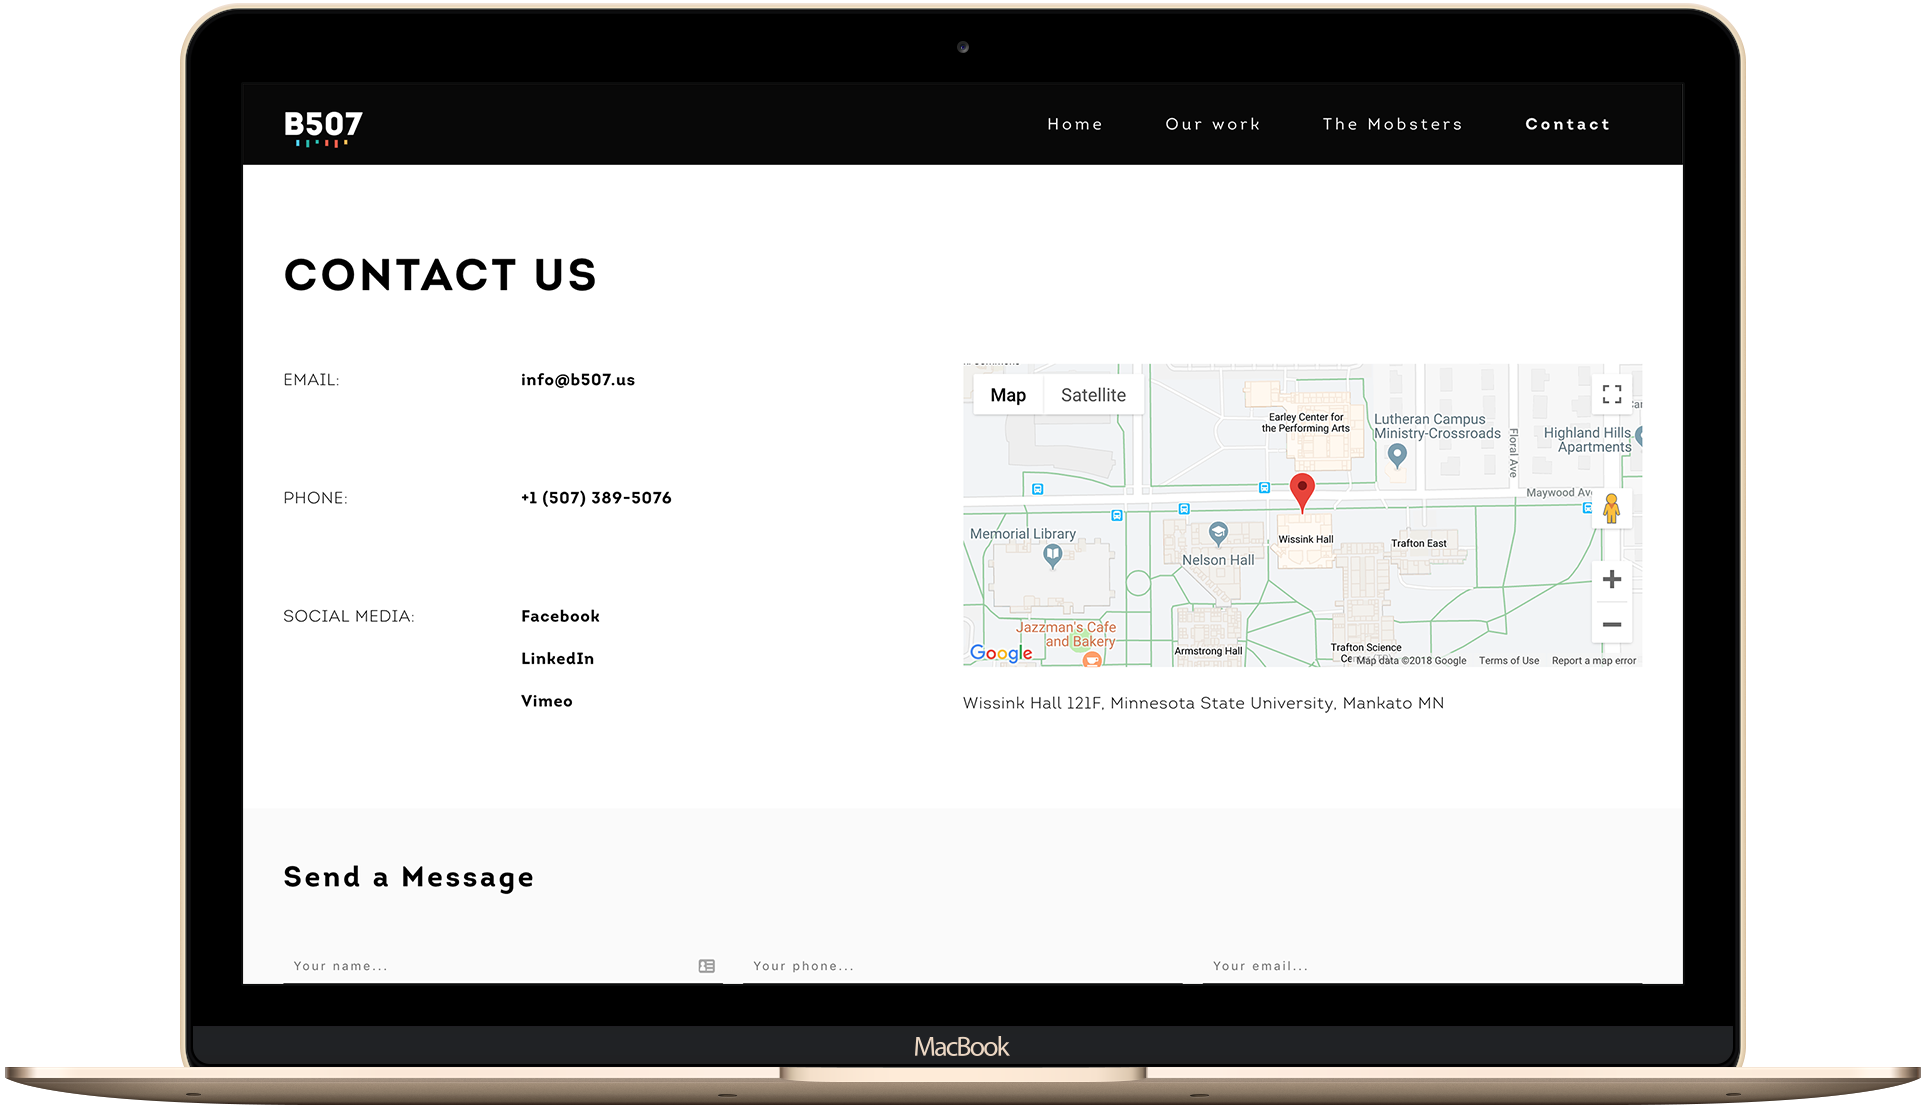 B507
Home
Our work
The Mobsters
Contact
CONTACT US
EMAIL:
info@b507.us
PHONE:
+1 (507) 389-5076
SOCIAL MEDIA:
Facebook
LinkedIn
Vimeo
Map
Satellite
Earley Center for
the Performing Arts
Lutheran Campus
Ministry-Crossroads
Floral Ave
Highland Hills
Apartments
Maywood Av
Memorial Library
Nelson Hall
Wissink Hall
Trafton East
Jazzman's Cafe
and Bakery
Armstrong Hall
Trafton Science
Google
Map data ©2018 Google
Terms of Use
Report a map error
Wissink Hall 121F, Minnesota State University, Mankato MN
Send a Message
Your name...
Your phone...
Your email...
MacBook